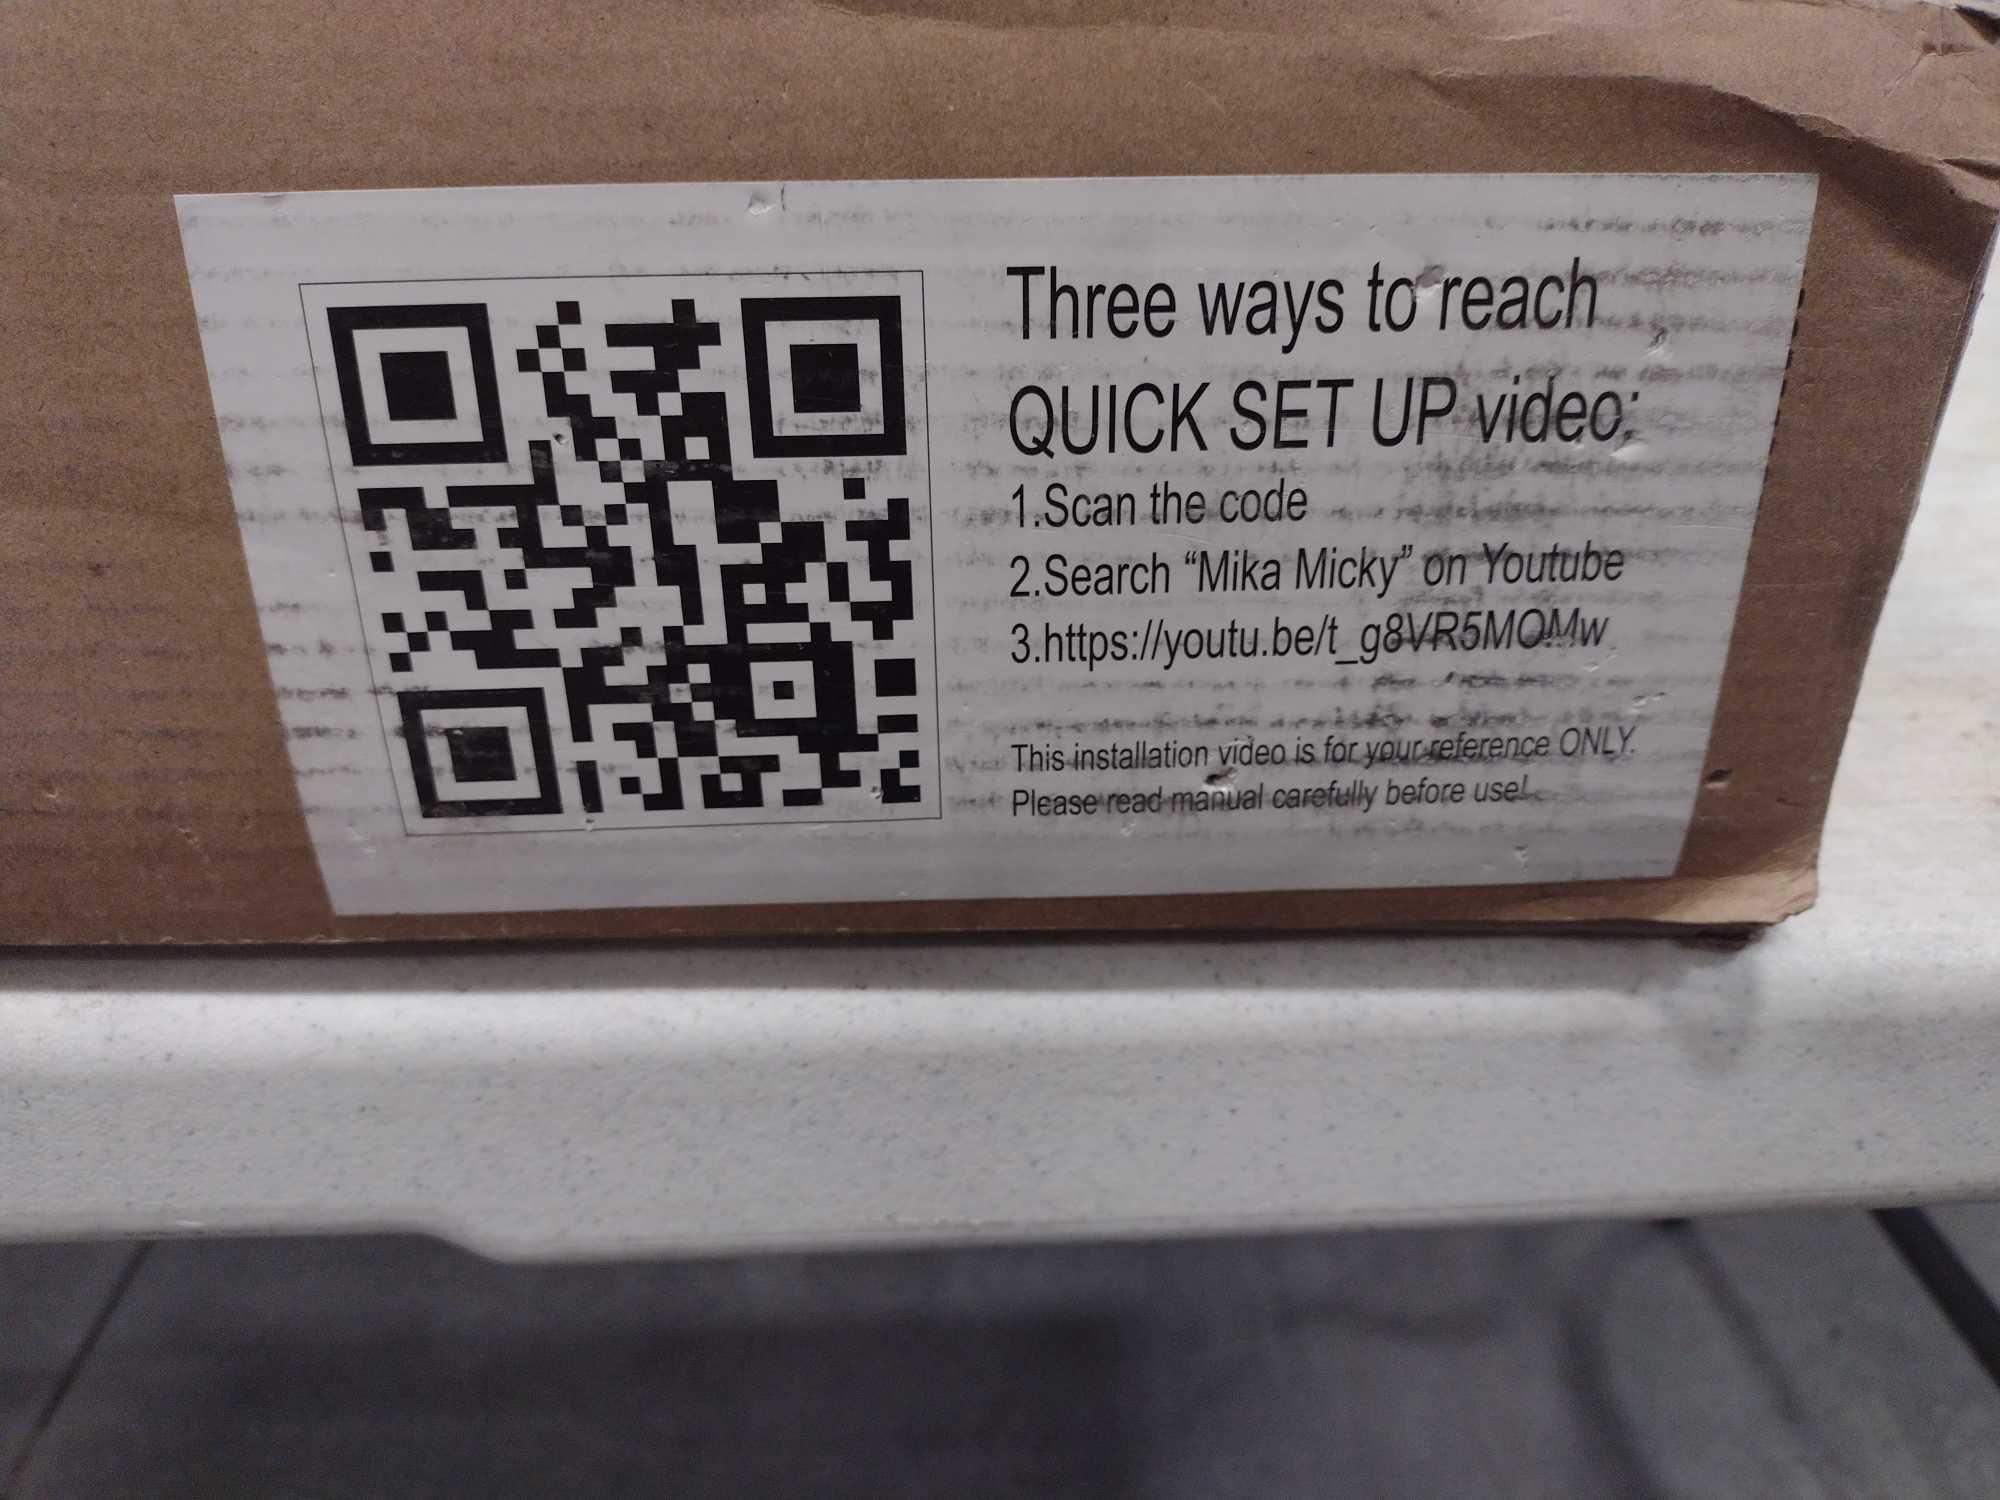 Three ways to reach
QUICK SET UP video:
1.Scan the code
2.Search “Mika Micky” on Youtube
3.https://youtu.be/t_g8VR5MOMw
This installation video is for your reference ONLY.
Please read manual carefully before use!